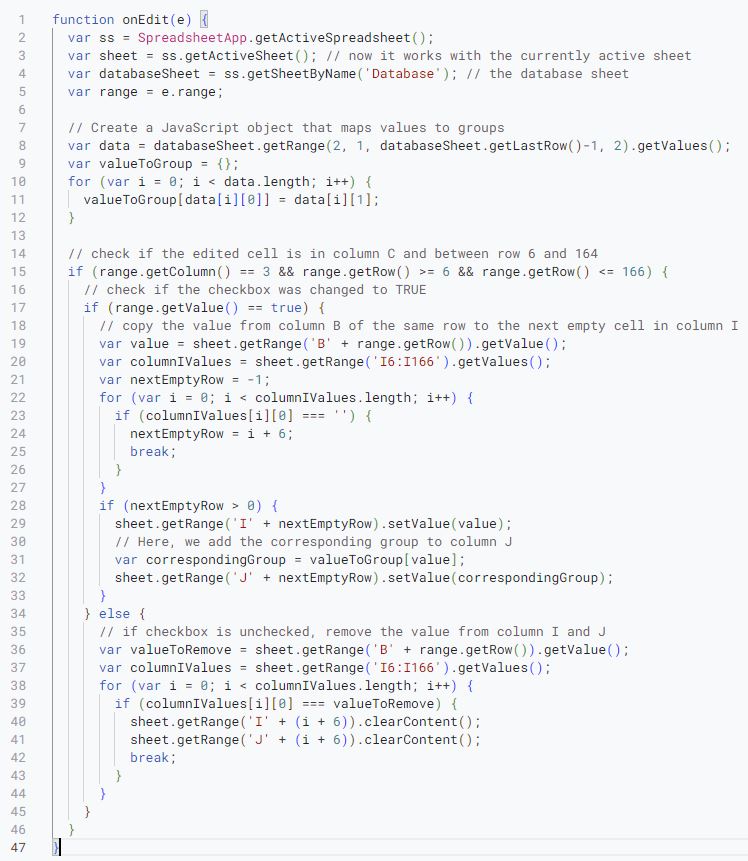 1 function onEdit(e) {
2 var ss = SpreadsheetApp.getActiveSpreadsheet();
3 var sheet = ss.getActiveSheet(); // now it works with the currently active sheet
4 var databaseSheet = ss.getSheetByName('Database'); // the database sheet
5 var range = e.range;
6
7 // Create a JavaScript object that maps values to groups
8 var data = databaseSheet.getRange(2, 1, databaseSheet.getLastRow()-1, 2).getValues();
9 var valueToGroup = {};
10 for (var i = 0; i < data.length; i++) {
11 valueToGroup[data[i][0]] = data[i][1];
12 }
13
14 // check if the edited cell is in column C and between row 6 and 164
15 if (range.getColumn() == 3 && range.getRow() >= 6 && range.getRow() <= 166) {
16 // check if the checkbox was changed to TRUE
17 if (range.getValue() == true) {
18 // copy the value from column B of the same row to the next empty cell in column I
19 var value = sheet.getRange('B' + range.getRow()).getValue();
20 var columnIValues = sheet.getRange('I6:I166').getValues();
21 var nextEmptyRow = -1;
22 for (var i = 0; i < columnIValues.length; i++) {
23 if (columnIValues[i][0] === '') {
24 nextEmptyRow = i + 6;
25 break;
26 }
27 }
28 if (nextEmptyRow > 0) {
29 sheet.getRange('I' + nextEmptyRow).setValue(value);
30 // Here, we add the corresponding group to column J
31 var correspondingGroup = valueToGroup[value];
32 sheet.getRange('J' + nextEmptyRow).setValue(correspondingGroup);
33 }
34 } else {
35 // if checkbox is unchecked, remove the value from column I and J
36 var valueToRemove = sheet.getRange('B' + range.getRow()).getValue();
37 var columnIValues = sheet.getRange('I6:I166').getValues();
38 for (var i = 0; i < columnIValues.length; i++) {
39 if (columnIValues[i][0] === valueToRemove) {
40 sheet.getRange('I' + (i + 6)).clearContent();
41 sheet.getRange('J' + (i + 6)).clearContent();
42 break;
43 }
44 }
45 }
46 }
47 }